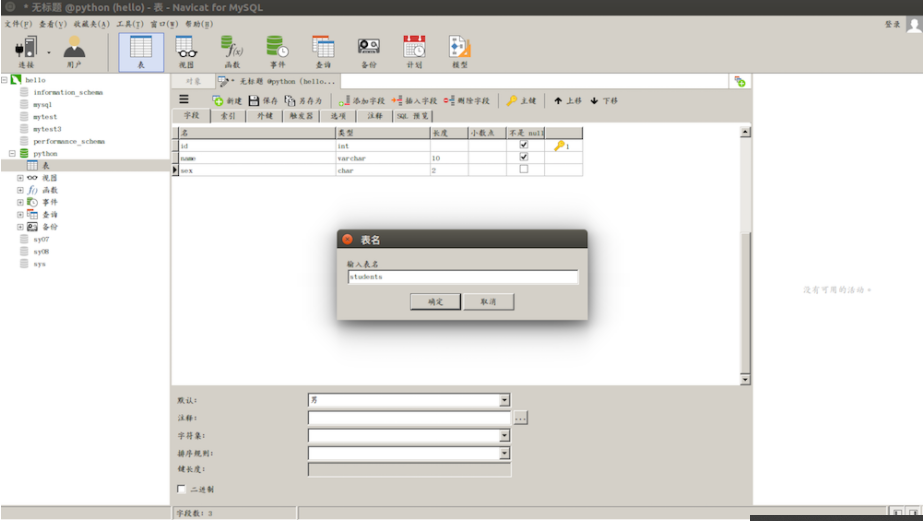 * 无标题 @python (hello) - 表 - Navicat for MySQL
文件(F) 查看(V) 收藏夹(A) 工具(T) 窗口(W) 帮助(H) 登录
连接 用户 表 视图 函数 事件 查询 备份 计划 模型
hello
information_schema
mysql
mytest
mytest3
performance_schema
python
表
视图
函数
事件
查询
备份
sy07
sy08
sys
对象 * 无标题 @python (hello...
新建 保存 另存为 添加字段 插入字段 删除字段 主键 上移 下移
字段 索引 外键 触发器 选项 注释 SQL 预览
名 类型 长度 小数点 不是 null
id int 1
name varchar 10
sex char 2
表名
输入表名
students
确定 取消
没有可用的活动。
默认: 男
注释: ...
字符集:
排序规则:
键长度:
二进制
字段数: 3